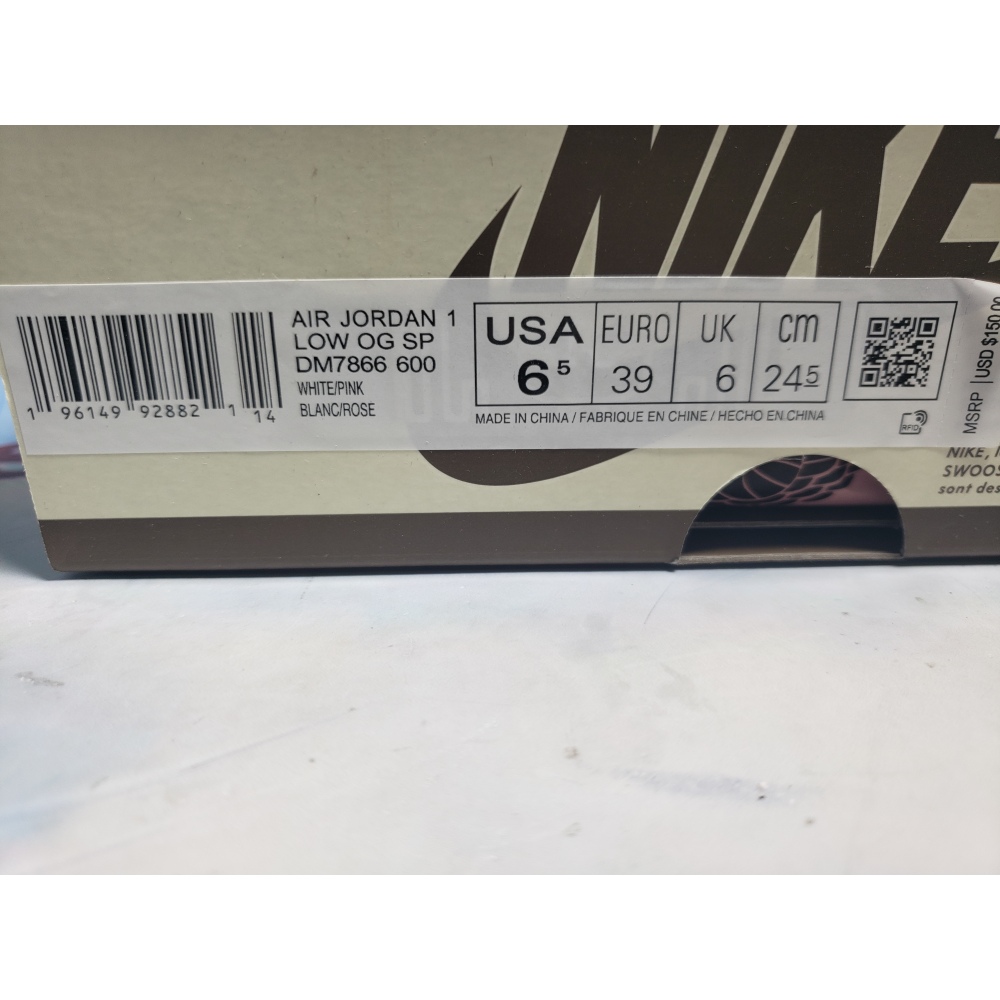 NIKE
AIR JORDAN 1
LOW OG SP
DM7866 600
WHITE/PINK
BLANC/ROSE
1 96149 92882 1 14
USA EURO UK cm
6 5 39 6 24 5
MADE IN CHINA / FABRIQUE EN CHINE / HECHO EN CHINA
RFID
MSRP | USD $150.00
NIKE,
SWOOS
sont des